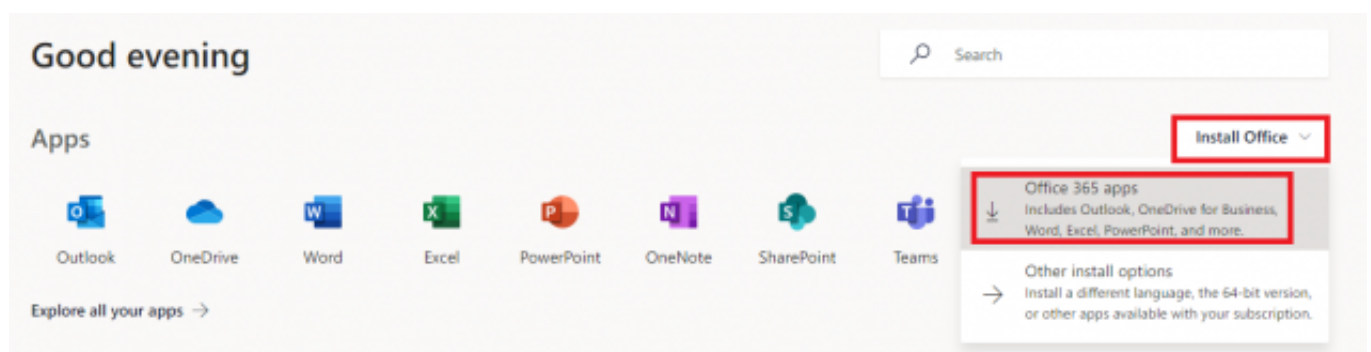 Good evening
Search
Apps
Install Office
Office 365 apps
Includes Outlook, OneDrive for Business,
Word, Excel, PowerPoint, and more.
Outlook
OneDrive
Word
Excel
PowerPoint
OneNote
SharePoint
Teams
Other install options
Install a different language, the 64-bit version,
or other apps available with your subscription.
Explore all your apps →